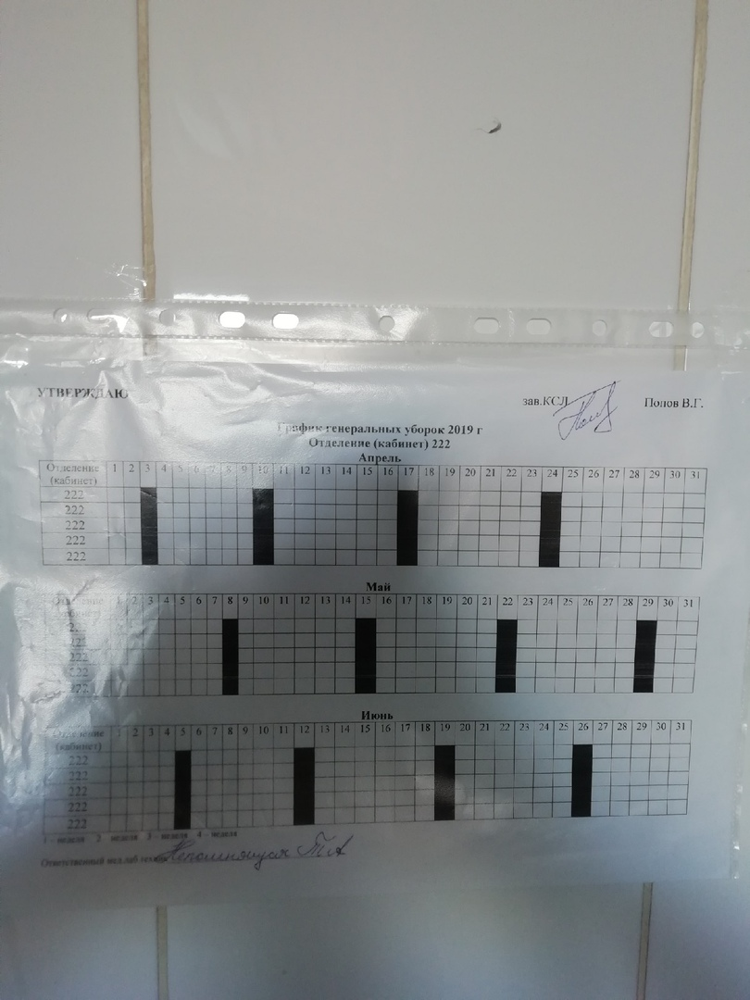 УТВЕРЖДАЮ зав.КСЛ Попов В.Г.
График генеральных уборок 2019 г
Отделение (кабинет) 222
Апрель
Отделение (кабинет) 1 2 3 4 5 6 7 8 9 10 11 12 13 14 15 16 17 18 19 20 21 22 23 24 25 26 27 28 29 30 31
222
222
222
222
222
Май
Отделение (кабинет) 1 2 3 4 5 6 7 8 9 10 11 12 13 14 15 16 17 18 19 20 21 22 23 24 25 26 27 28 29 30 31
222
222
222
222
Июнь
Отделение (кабинет) 1 2 3 4 5 6 7 8 9 10 11 12 13 14 15 16 17 18 19 20 21 22 23 24 25 26 27 28 29 30 31
222
222
222
222
222
1 – неделя 2 – неделя 3 – неделя 4 – неделя
Ответственный мед.лаб.техник Непомнящая Т А